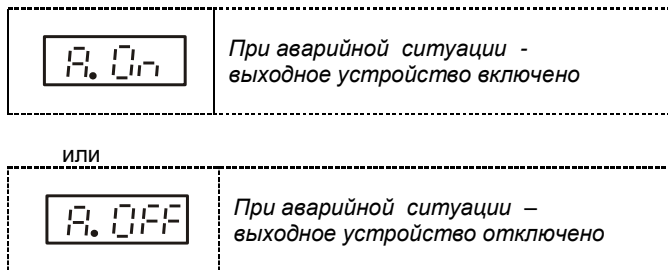 A. On
При аварийной ситуации -
выходное устройство включено
или
A. OFF
При аварийной ситуации –
выходное устройство отключено